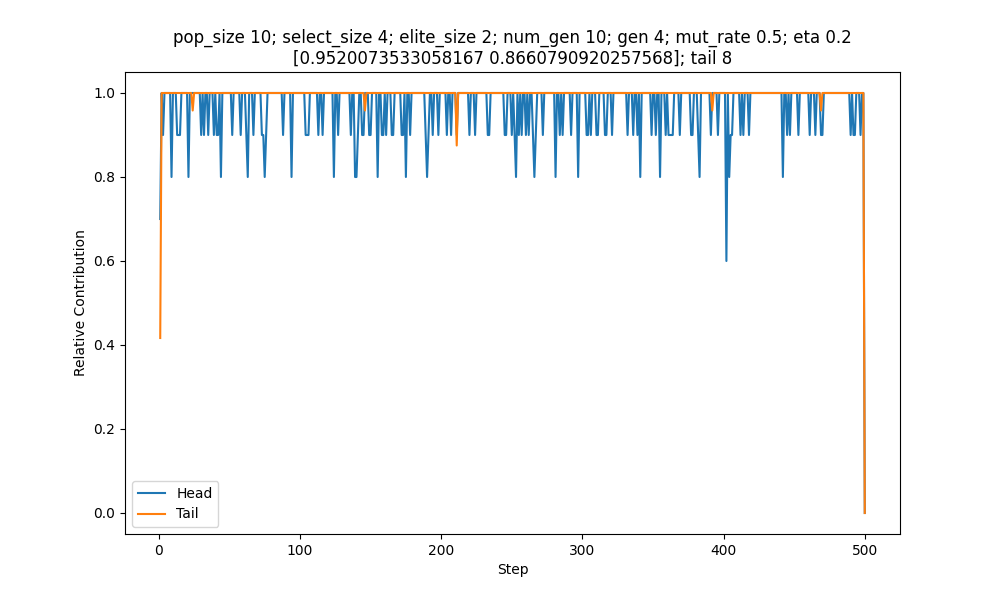 pop_size 10; select_size 4; elite_size 2; num_gen 10; gen 4; mut_rate 0.5; eta 0.2
[0.9520073533058167 0.8660790920257568]; tail 8
1.0
0.8
0.6
0.4
0.2
0.0
Relative Contribution
Head
Tail
0
100
200
300
400
500
Step